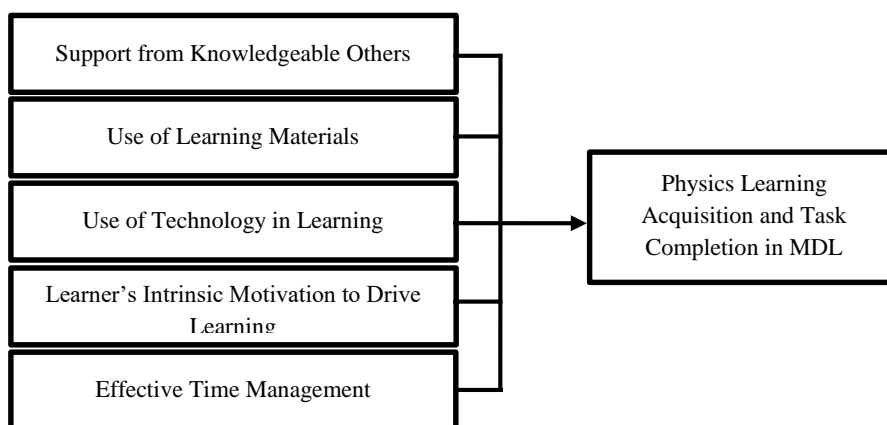 Support from Knowledgeable Others
Use of Learning Materials
Use of Technology in Learning
Learner’s Intrinsic Motivation to Drive
Learning
Effective Time Management
Physics Learning
Acquisition and Task
Completion in MDL